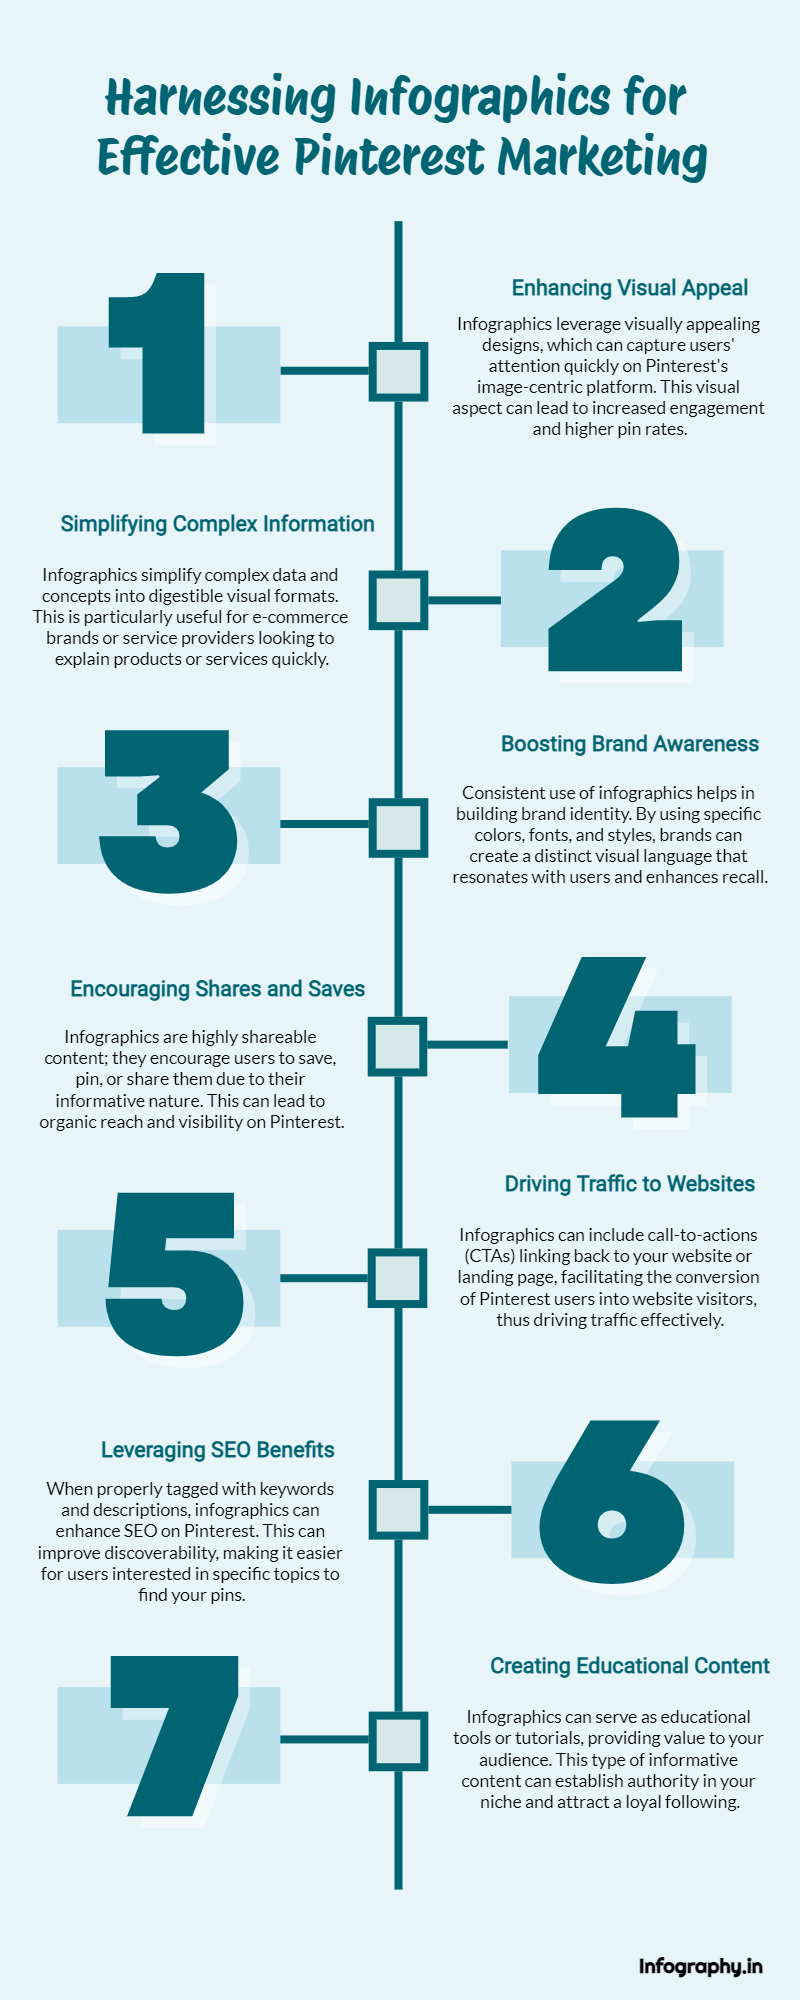 Harnessing Infographics for
Effective Pinterest Marketing
1
Enhancing Visual Appeal
Infographics leverage visually appealing
designs, which can capture users'
attention quickly on Pinterest's
image-centric platform. This visual
aspect can lead to increased engagement
and higher pin rates.
2
Simplifying Complex Information
Infographics simplify complex data and
concepts into digestible visual formats.
This is particularly useful for e-commerce
brands or service providers looking to
explain products or services quickly.
3
Boosting Brand Awareness
Consistent use of infographics helps in
building brand identity. By using specific
colors, fonts, and styles, brands can
create a distinct visual language that
resonates with users and enhances recall.
4
Encouraging Shares and Saves
Infographics are highly shareable
content; they encourage users to save,
pin, or share them due to their
informative nature. This can lead to
organic reach and visibility on Pinterest.
5
Driving Traffic to Websites
Infographics can include call-to-actions
(CTAs) linking back to your website or
landing page, facilitating the conversion
of Pinterest users into website visitors,
thus driving traffic effectively.
6
Leveraging SEO Benefits
When properly tagged with keywords
and descriptions, infographics can
enhance SEO on Pinterest. This can
improve discoverability, making it easier
for users interested in specific topics to
find your pins.
7
Creating Educational Content
Infographics can serve as educational
tools or tutorials, providing value to your
audience. This type of informative
content can establish authority in your
niche and attract a loyal following.
Infography.in